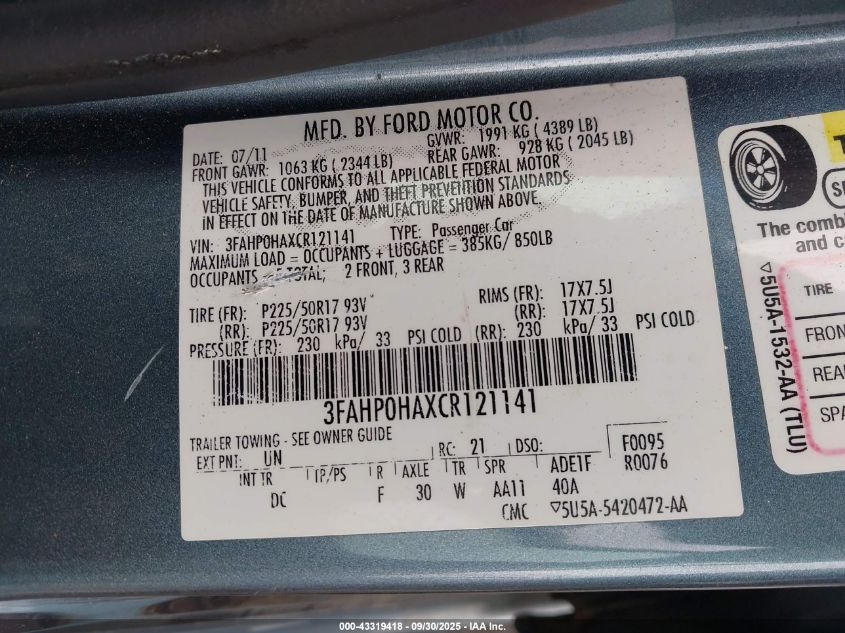 MFD. BY FORD MOTOR CO.
DATE: 07/11 GVWR: 1991 KG ( 4389 LB)
FRONT GAWR: 1063 KG ( 2344 LB) REAR GAWR: 928 KG ( 2045 LB)
THIS VEHICLE CONFORMS TO ALL APPLICABLE FEDERAL MOTOR
VEHICLE SAFETY, BUMPER, AND THEFT PREVENTION STANDARDS
IN EFFECT ON THE DATE OF MANUFACTURE SHOWN ABOVE.
VIN: 3FAHP0HAXCR121141 TYPE: Passenger Car
MAXIMUM LOAD = OCCUPANTS + LUGGAGE = 385KG/ 850LB
OCCUPANTS = 5 TOTAL; 2 FRONT, 3 REAR
TIRE (FR): P225/50R17 93V RIMS (FR): 17X7.5J
(RR): P225/50R17 93V (RR): 17X7.5J
PRESSURE (FR): 230 kPa/ 33 PSI COLD (RR): 230 kPa/ 33 PSI COLD
3FAHP0HAXCR121141
TRAILER TOWING - SEE OWNER GUIDE
EXT PNT: UN RC: 21 DSO: F0095
INT TR TP/PS R AXLE TR SPR ADE1F R0076
DC F 30 W AA11 40A
CMC ▽5U5A-5420472-AA
The combi
and c
TIRE
FRON
REA
SPA
▽5U5A-1532-AA (TLU)
000-43319418 - 09/30/2025 - IAA Inc.